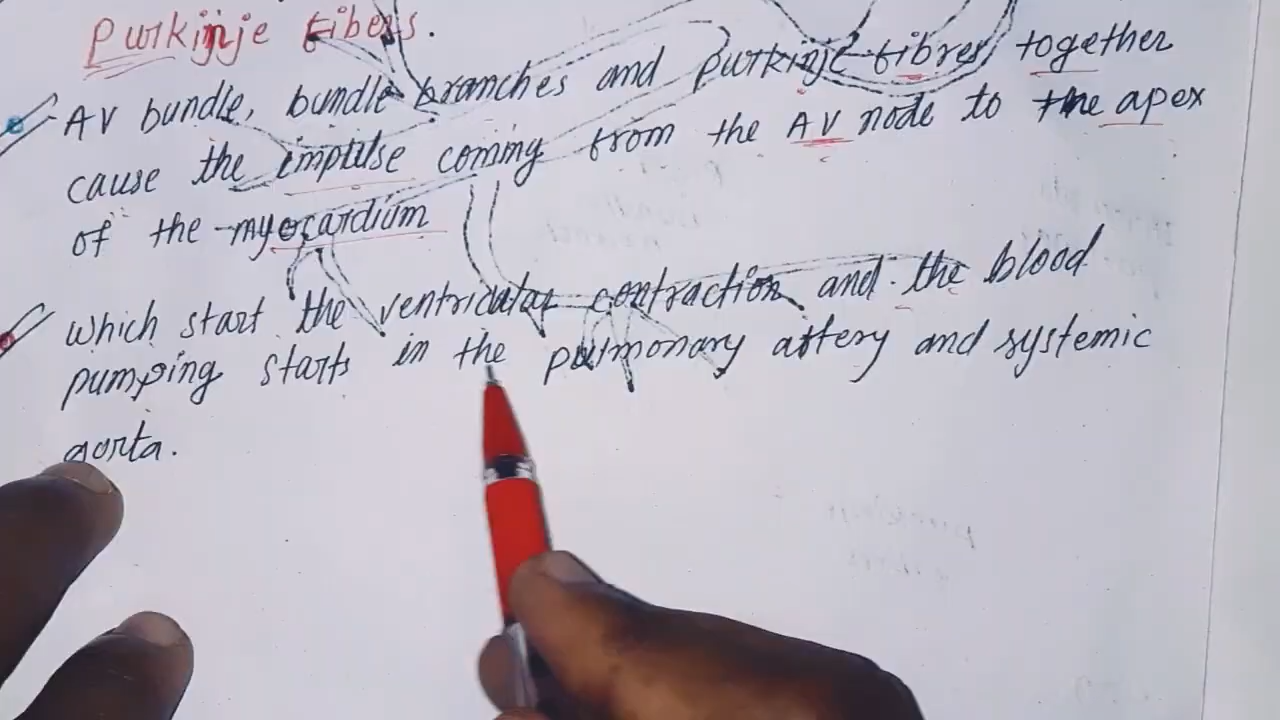 Purkinje fibers.
AV bundle, bundle branches and purkinje fibres together
cause the impulse coming from the AV node to the apex
of the myocardium
Which start the ventricular contraction and the blood
pumping starts in the pulmonary artery and systemic
aorta.